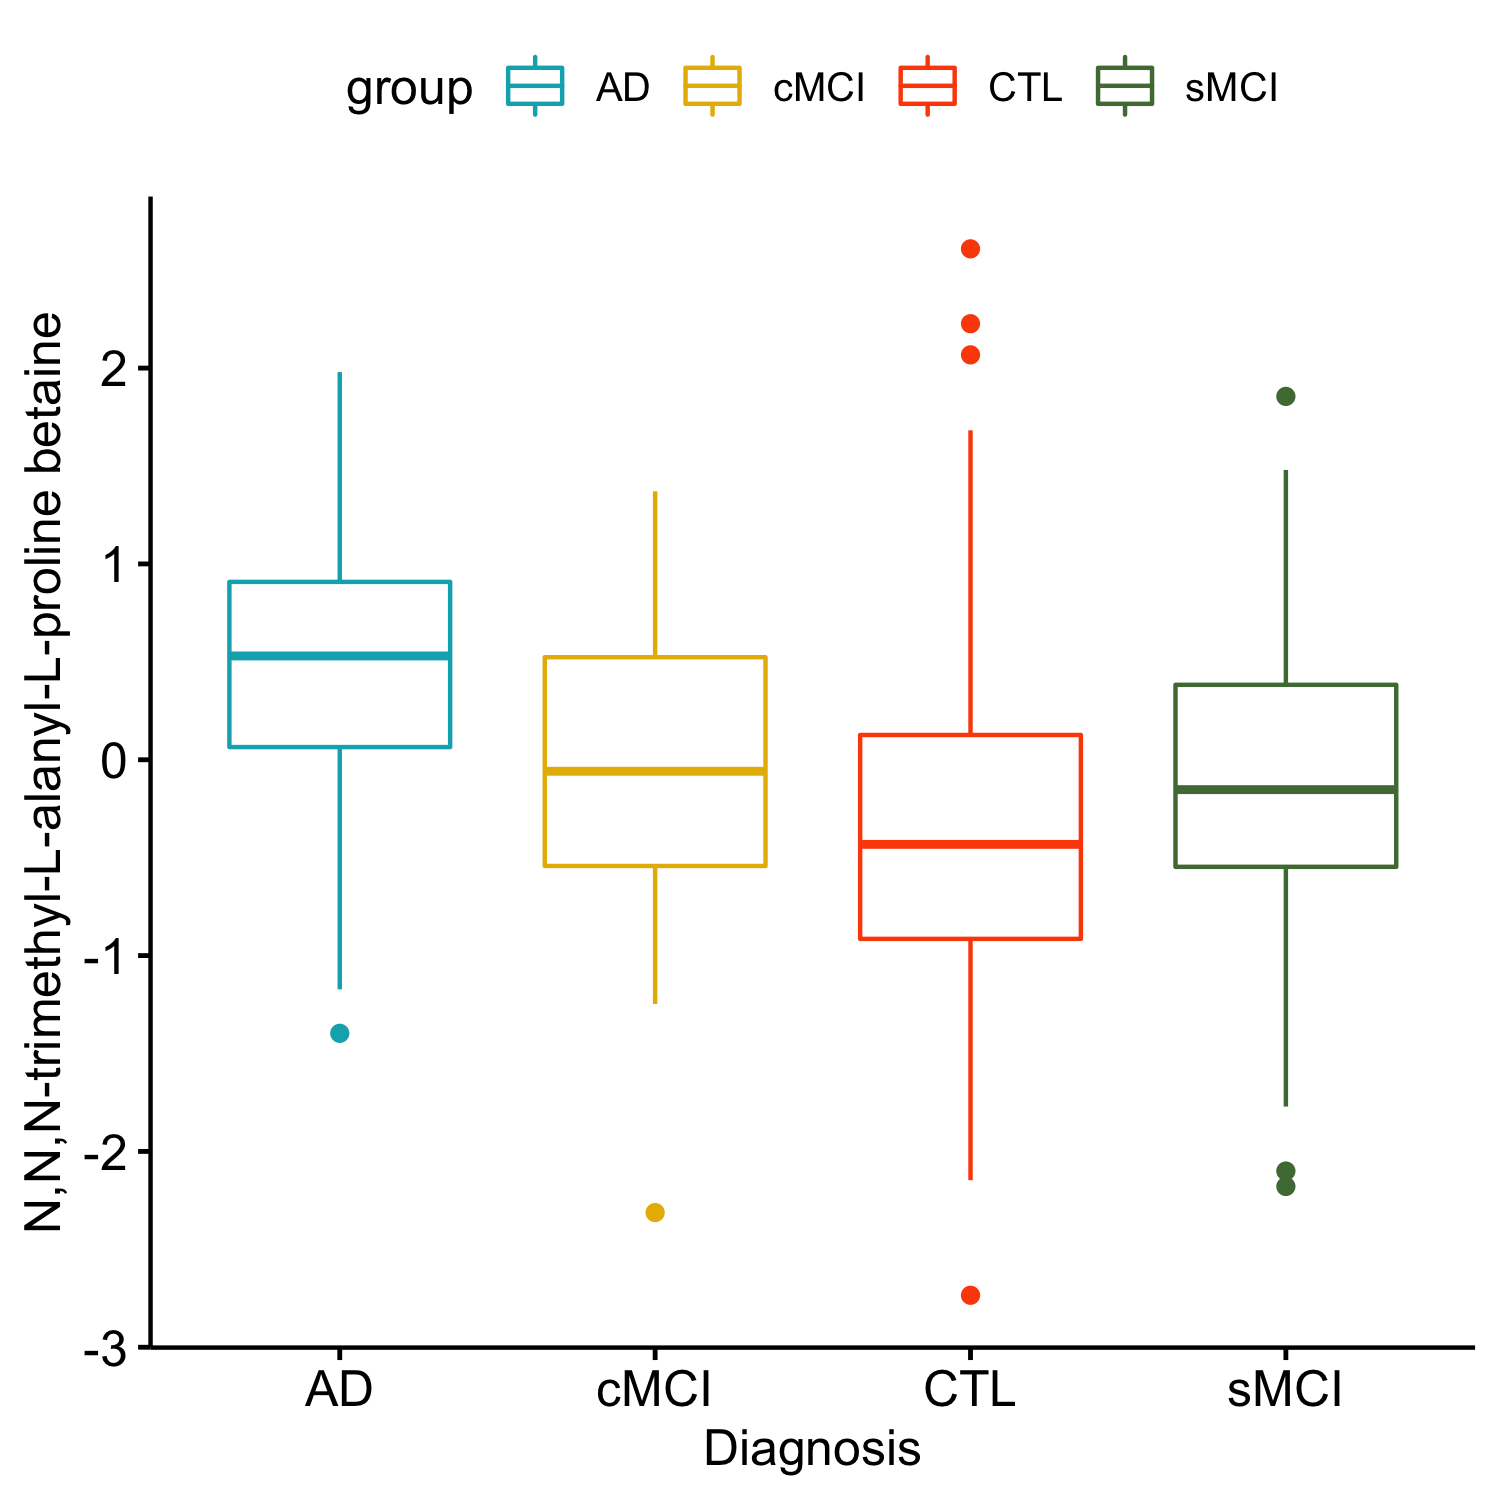 group AD cMCI CTL sMCI
N,N,N-trimethyl-L-alanyl-L-proline betaine
2
1
0
-1
-2
-3
AD cMCI CTL sMCI
Diagnosis